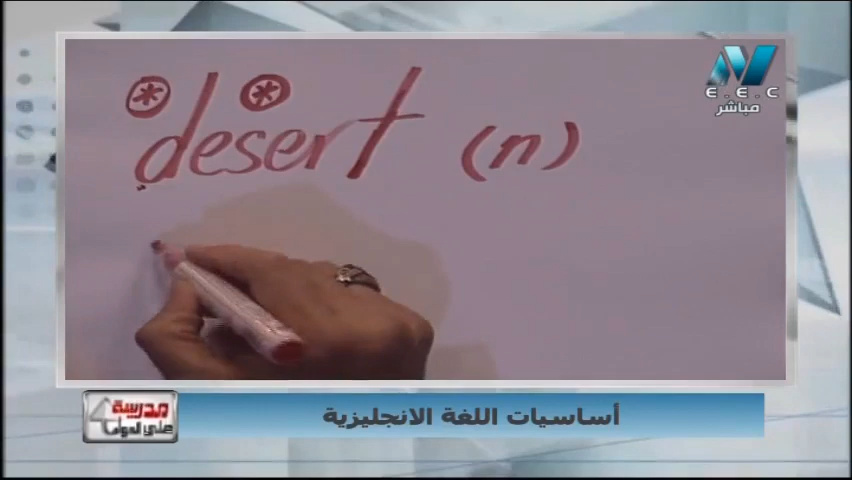 desert (n)
E.E.C
مباشر
أساسيات اللغة الانجليزية
مدرسة
على الهواء